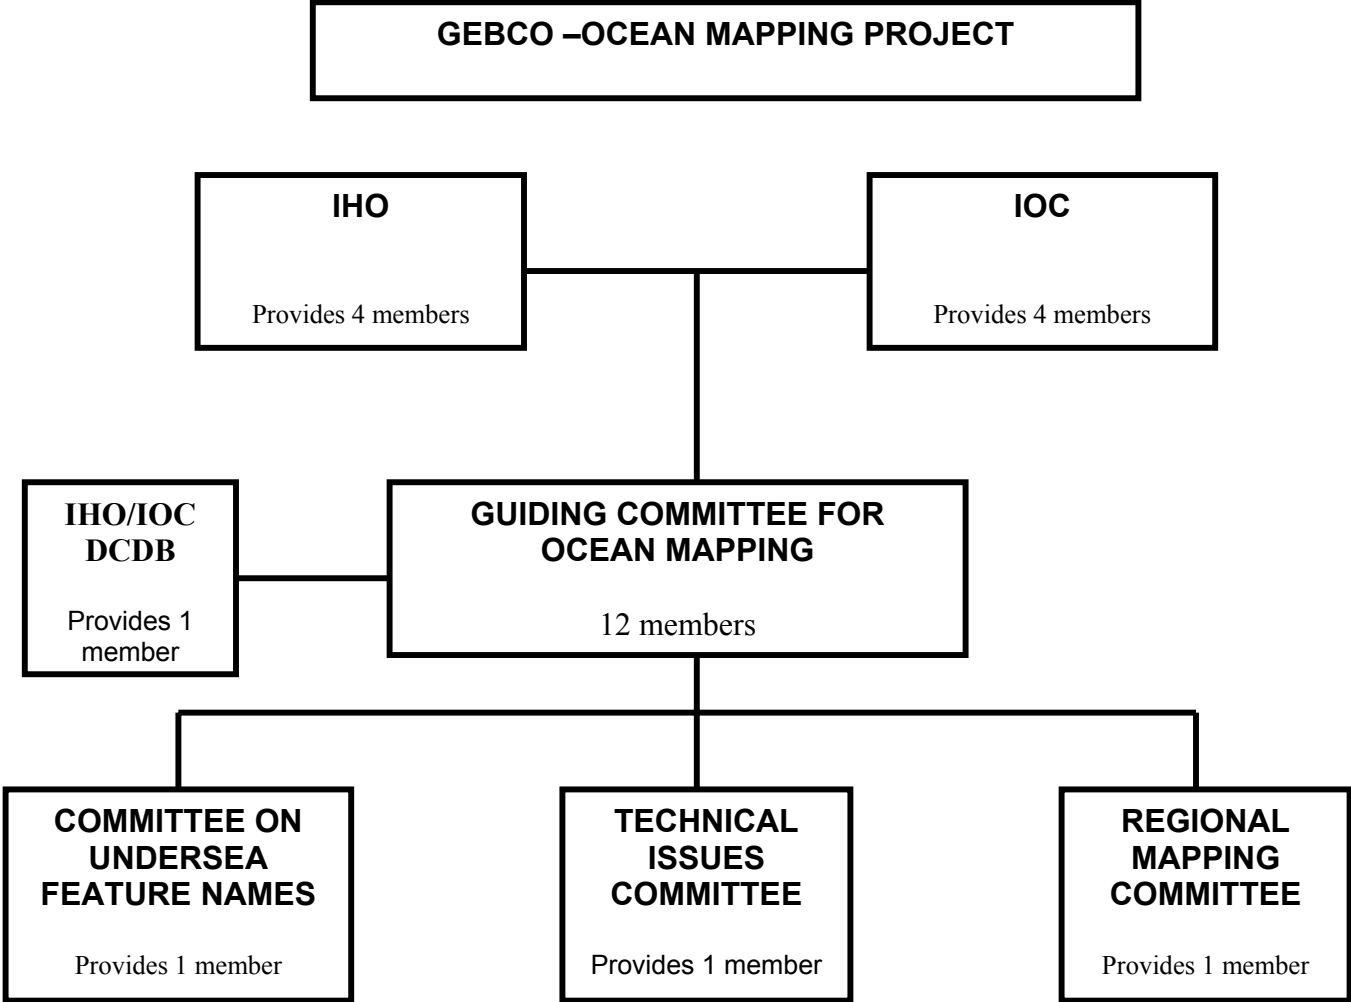 GEBCO –OCEAN MAPPING PROJECT
IHO
Provides 4 members
IOC
Provides 4 members
IHO/IOC
DCDB
Provides 1
member
GUIDING COMMITTEE FOR
OCEAN MAPPING
12 members
COMMITTEE ON
UNDERSEA
FEATURE NAMES
Provides 1 member
TECHNICAL
ISSUES
COMMITTEE
Provides 1 member
REGIONAL
MAPPING
COMMITTEE
Provides 1 member